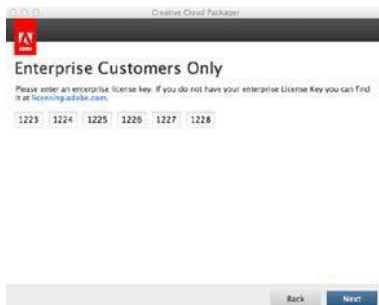 Creative Cloud Packager
Enterprise Customers Only
Please enter an enterprise license key. If you do not have your enterprise License Key you can find
it at licensing.adobe.com.
1223 1224 1225 1226 1227 1228
Back Next